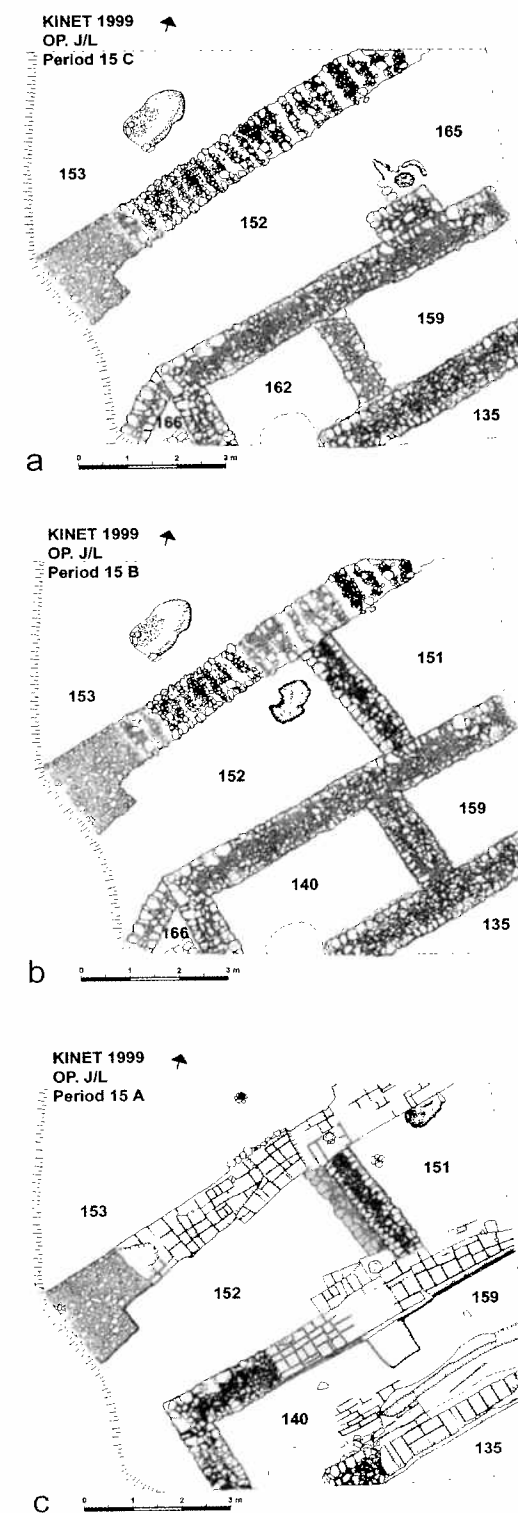 KINET 1999
OP. J/L
Period 15 C
165
153
152
159
162
135
166
a
0 1 2 3 m
KINET 1999
OP. J/L
Period 15 B
151
153
152
159
140
135
166
b
0 1 2 3 m
KINET 1999
OP. J/L
Period 15 A
151
153
152
159
140
135
c
0 1 2 3 m